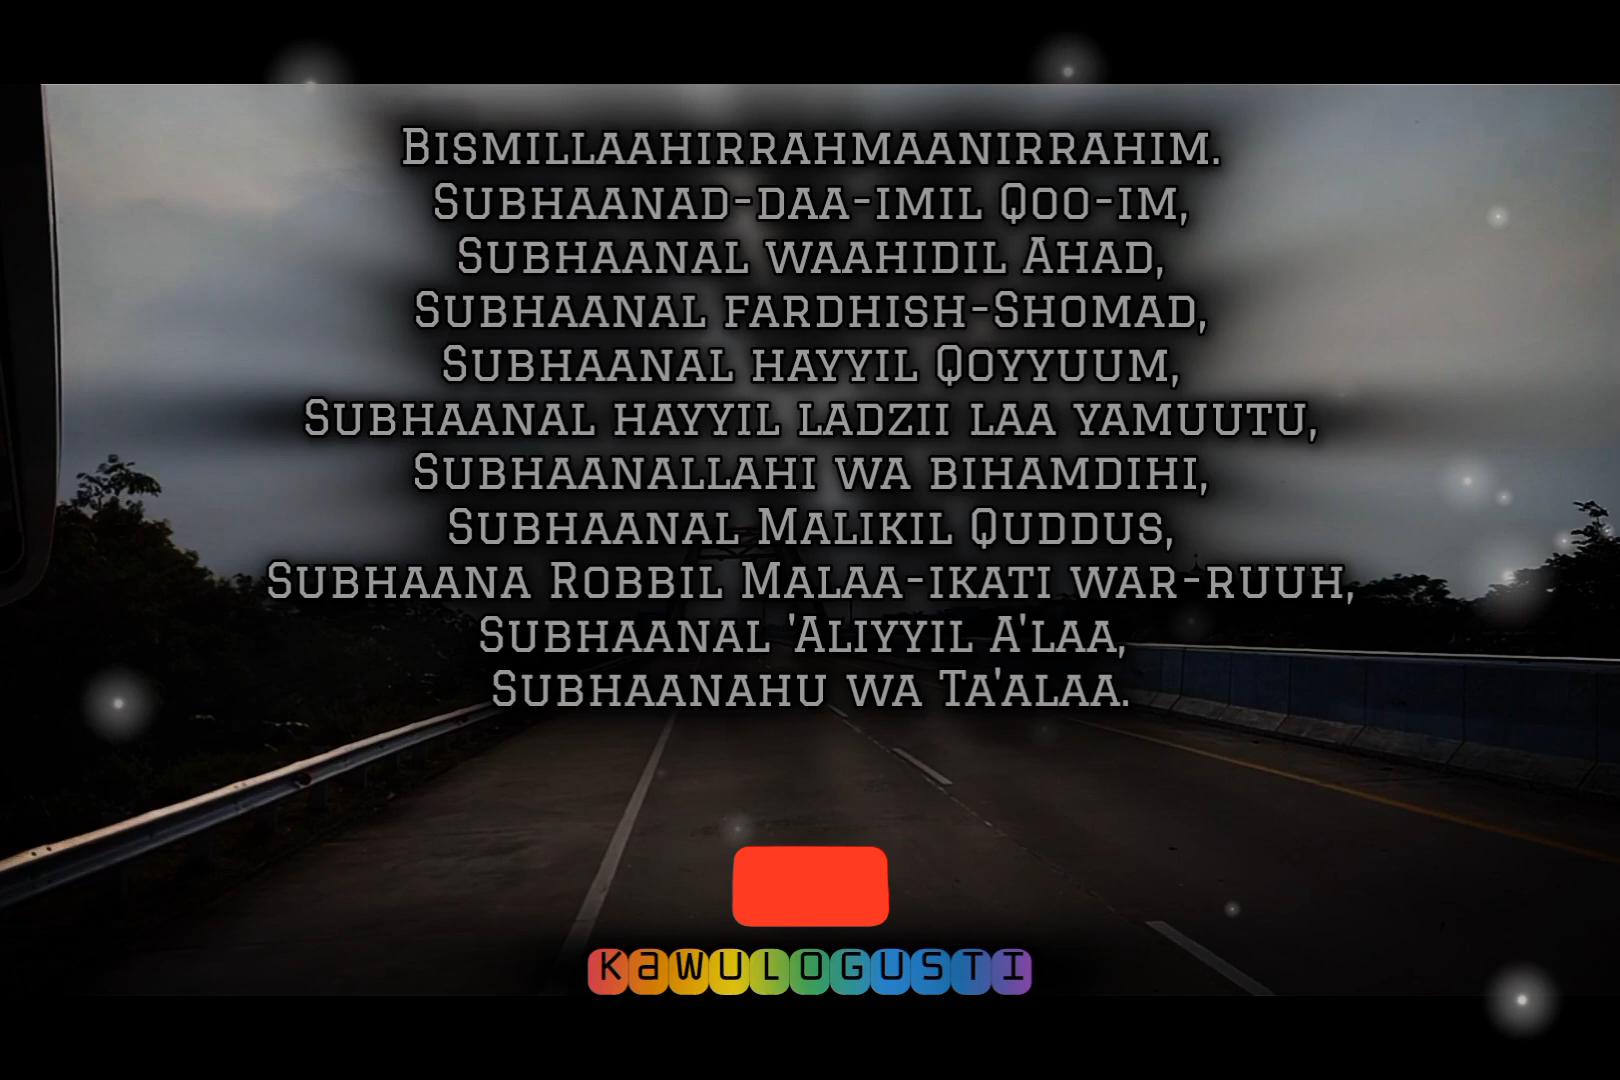 Bismillaahirrahmaanirrahim.
Subhaanad-daa-imil Qoo-im,
Subhaanal waahidil Ahad,
Subhaanal fardhish-Shomad,
Subhaanal hayyil Qoyyuum,
Subhaanal hayyil ladzii laa yamuutu,
Subhaanallahi wa bihamdihi,
Subhaanal Malikil Quddus,
Subhaana Robbil Malaa-ikati war-ruuh,
Subhaanal 'Aliyyil A'laa,
Subhaanahu wa Ta'alaa.
KaWULOGUSTI